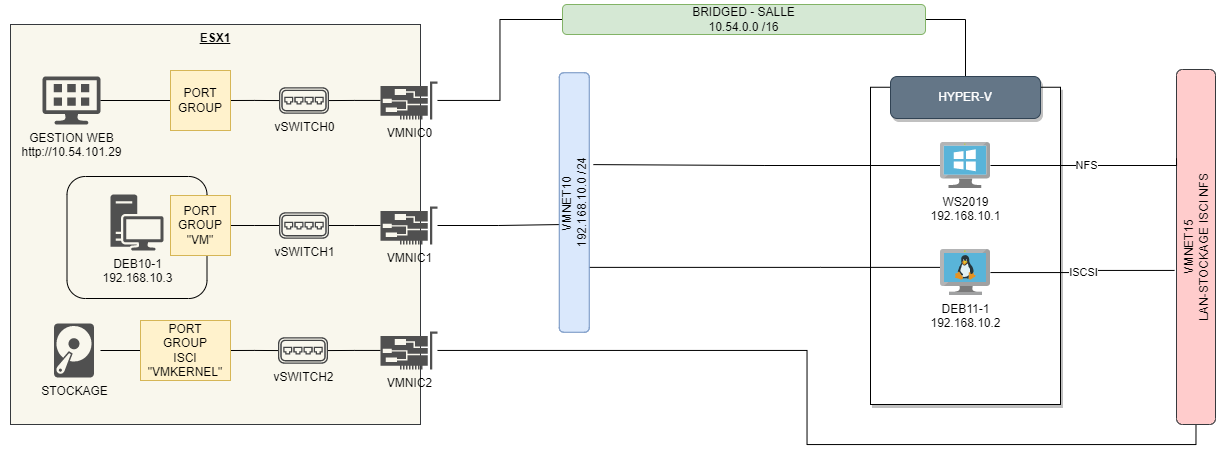 BRIDGED - SALLE
10.54.0.0 /16
ESX1
PORT
GROUP
GESTION WEB
http://10.54.101.29
vSWITCH0
VMNIC0
PORT
GROUP
"VM"
DEB10-1
192.168.10.3
vSWITCH1
VMNIC1
PORT
GROUP
ISCI
"VMKERNEL"
STOCKAGE
vSWITCH2
VMNIC2
VMNET10
192.168.10.0 /24
HYPER-V
WS2019
192.168.10.1
NFS
DEB11-1
192.168.10.2
ISCSI
VMNET15
LAN-STOCKAGE ISCI NFS